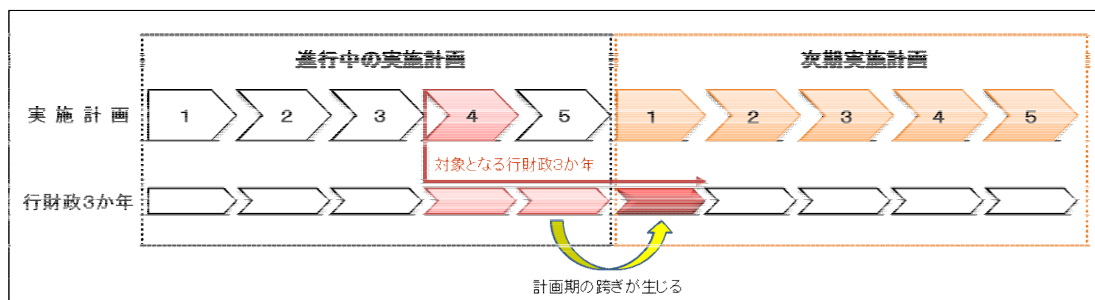 進行中の実施計画
次期実施計画
実施計画
1 2 3 4 5 1 2 3 4 5
対象となる行財政3か年
行財政3か年
計画期の跨ぎが生じる